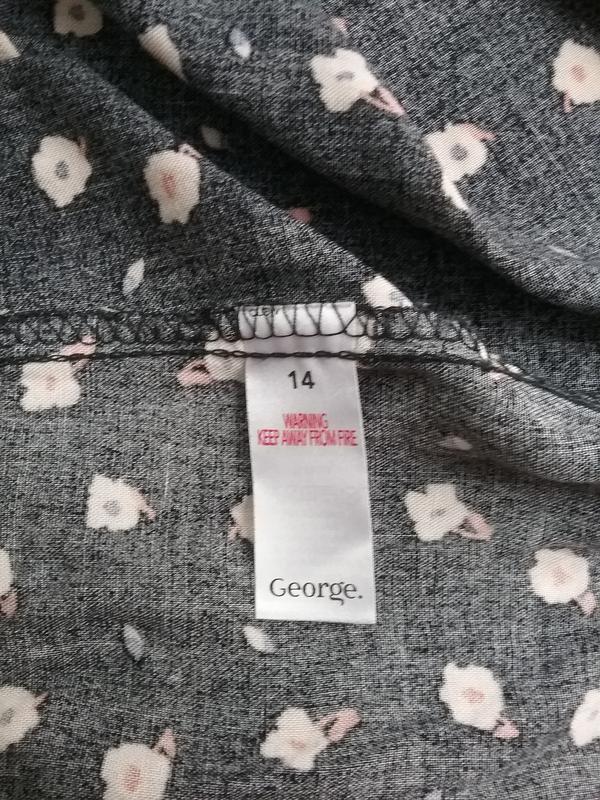 14
WARNING
KEEP AWAY FROM FIRE
George.